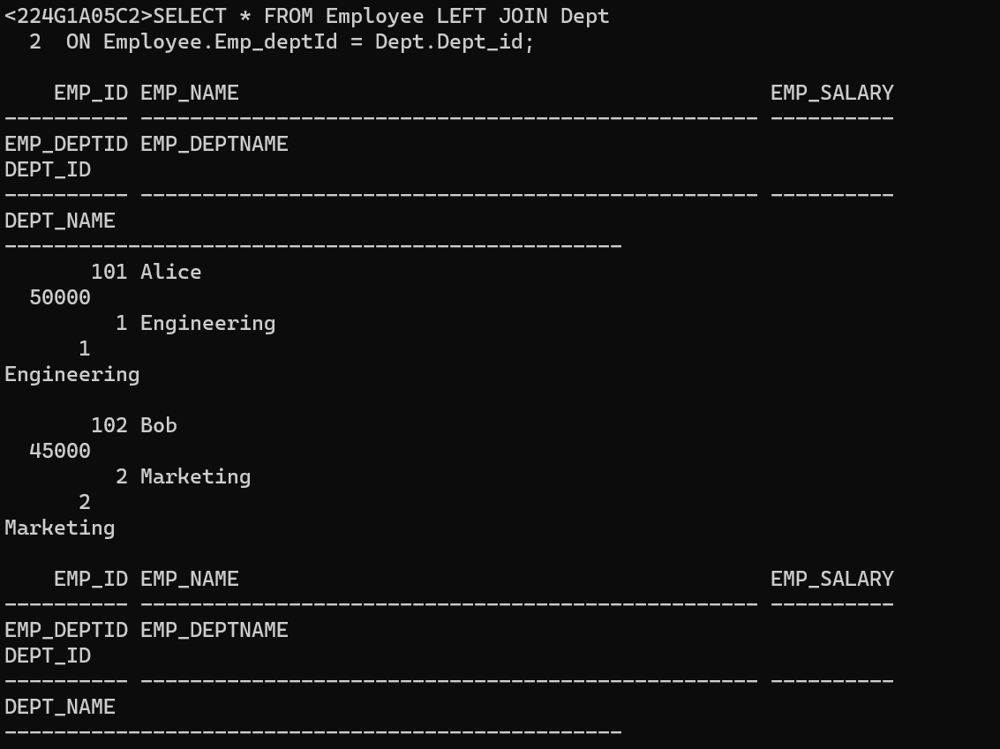 <224G1A05C2>SELECT * FROM Employee LEFT JOIN Dept
  2  ON Employee.Emp_deptId = Dept.Dept_id;

    EMP_ID EMP_NAME                                           EMP_SALARY
---------- -------------------------------------------------- ----------
EMP_DEPTID EMP_DEPTNAME
DEPT_ID
---------- -------------------------------------------------- ----------
DEPT_NAME
--------------------------------------------------
       101 Alice
  50000
         1 Engineering
      1
Engineering

       102 Bob
  45000
         2 Marketing
      2
Marketing

    EMP_ID EMP_NAME                                           EMP_SALARY
---------- -------------------------------------------------- ----------
EMP_DEPTID EMP_DEPTNAME
DEPT_ID
---------- -------------------------------------------------- ----------
DEPT_NAME
--------------------------------------------------